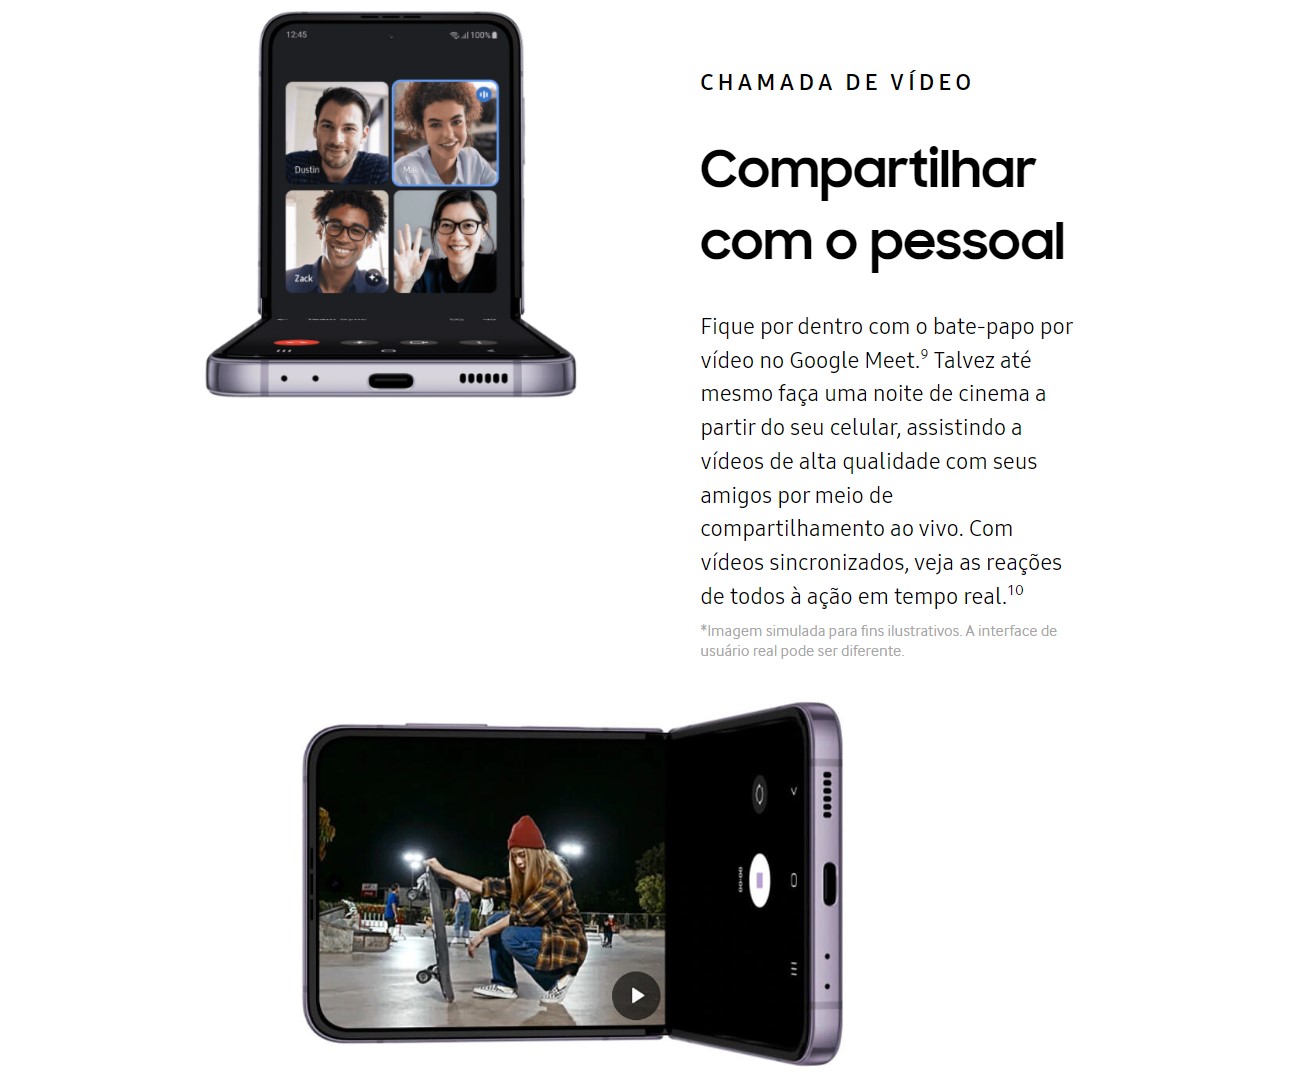 12:45
100%
Dustin
Zack
CHAMADA DE VÍDEO
Compartilhar
com o pessoal
Fique por dentro com o bate-papo por
vídeo no Google Meet.⁹ Talvez até
mesmo faça uma noite de cinema a
partir do seu celular, assistindo a
vídeos de alta qualidade com seus
amigos por meio de
compartilhamento ao vivo. Com
vídeos sincronizados, veja as reações
de todos à ação em tempo real.¹⁰
*Imagem simulada para fins ilustrativos. A interface de
usuário real pode ser diferente.
00:00